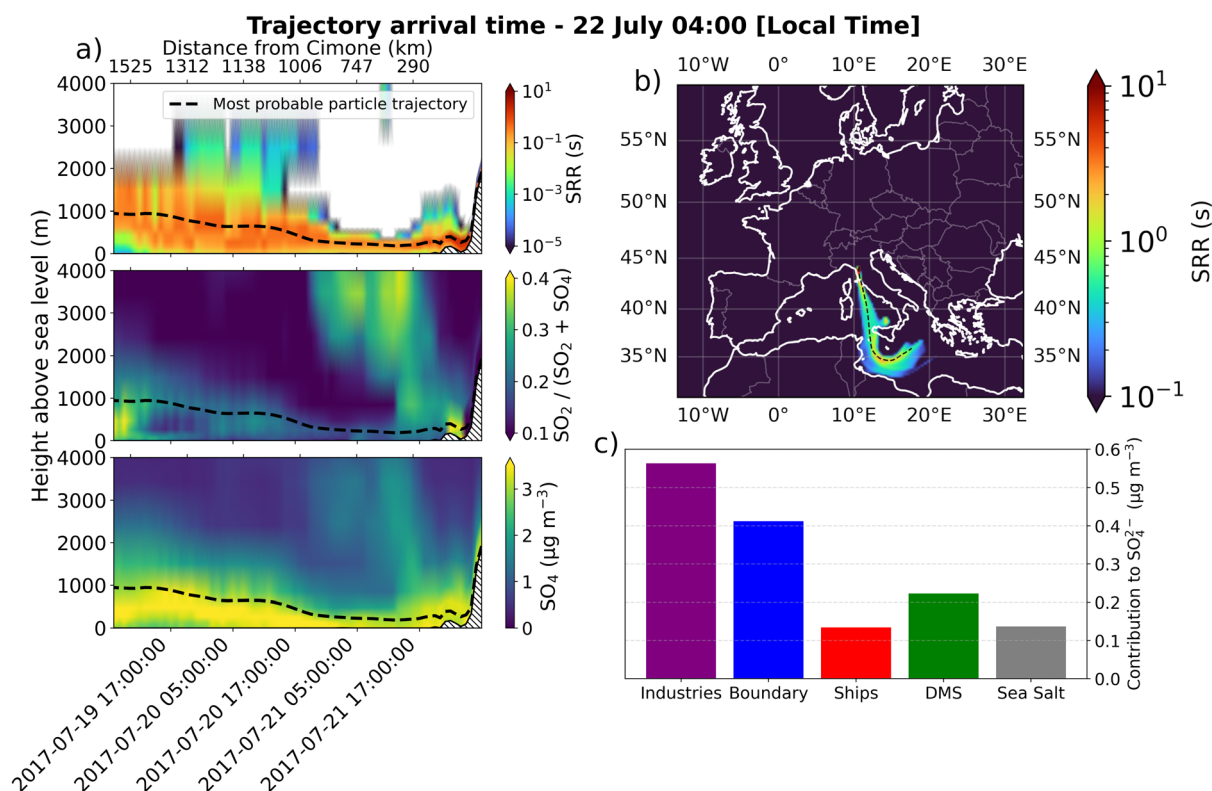 Trajectory arrival time - 22 July 04:00 [Local Time]
a)
Distance from Cimone (km)
1525 1312 1138 1006 747 290
Most probable particle trajectory
4000
3000
2000
1000
0
10¹
10⁻¹
10⁻³
10⁻⁵
SRR (s)
4000
3000
2000
1000
0
0.4
0.3
0.2
0.1
SO₂ / (SO₂ + SO₄)
4000
3000
2000
1000
0
3
2
1
0
SO₄ (µg m⁻³)
Height above sea level (m)
2017-07-19 17:00:00
2017-07-20 05:00:00
2017-07-20 17:00:00
2017-07-21 05:00:00
2017-07-21 17:00:00
b)
10°W 0° 10°E 20°E 30°E
55°N 55°N
50°N 50°N
45°N 45°N
40°N 40°N
35°N 35°N
10°W 0° 10°E 20°E 30°E
10¹
10⁰
10⁻¹
SRR (s)
c)
0.6
0.5
0.4
0.3
0.2
0.1
0.0
Contribution to SO₄²⁻ (µg m⁻³)
Industries Boundary Ships DMS Sea Salt